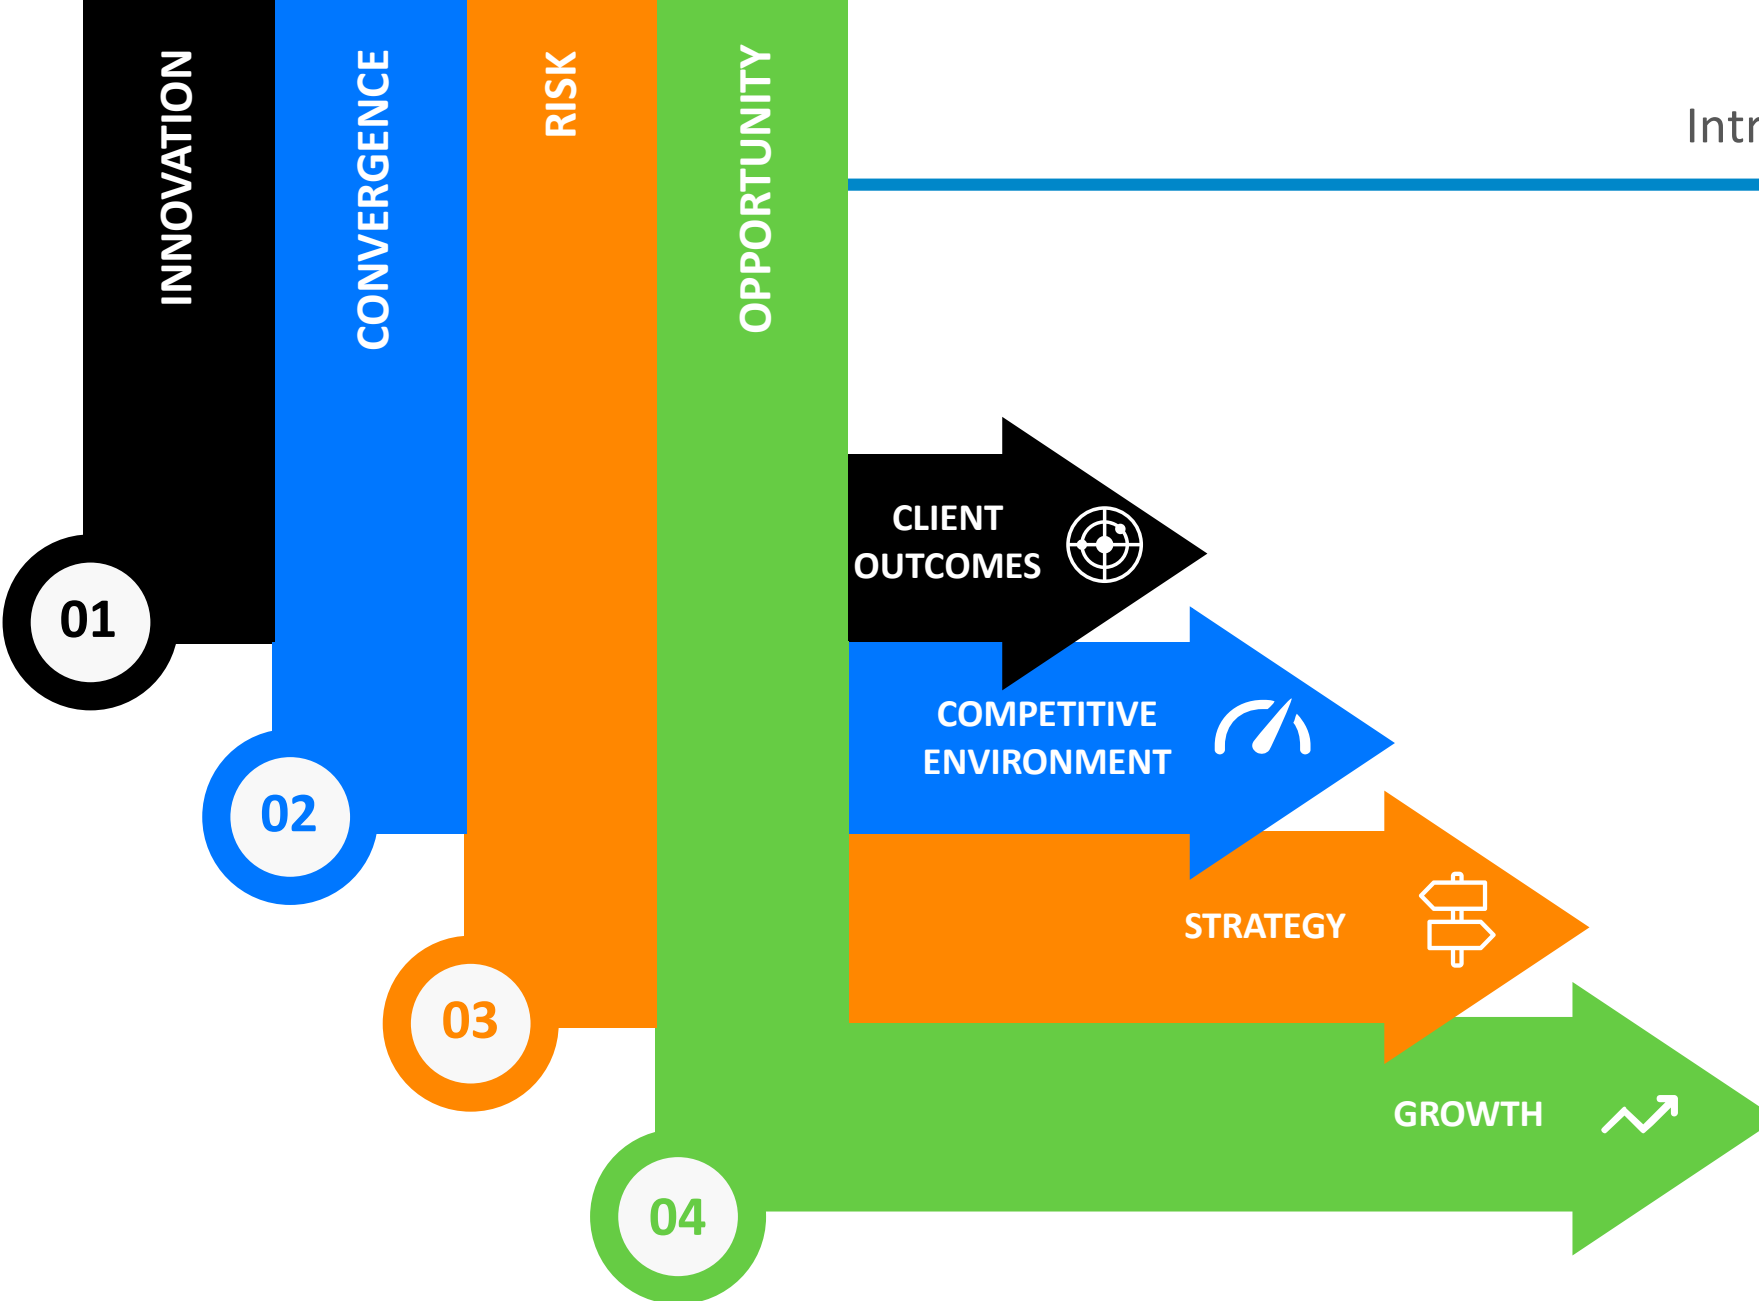 INNOVATION
CONVERGENCE
RISK
OPPORTUNITY
CLIENT
OUTCOMES
COMPETITIVE
ENVIRONMENT
STRATEGY
GROWTH
01
02
03
04